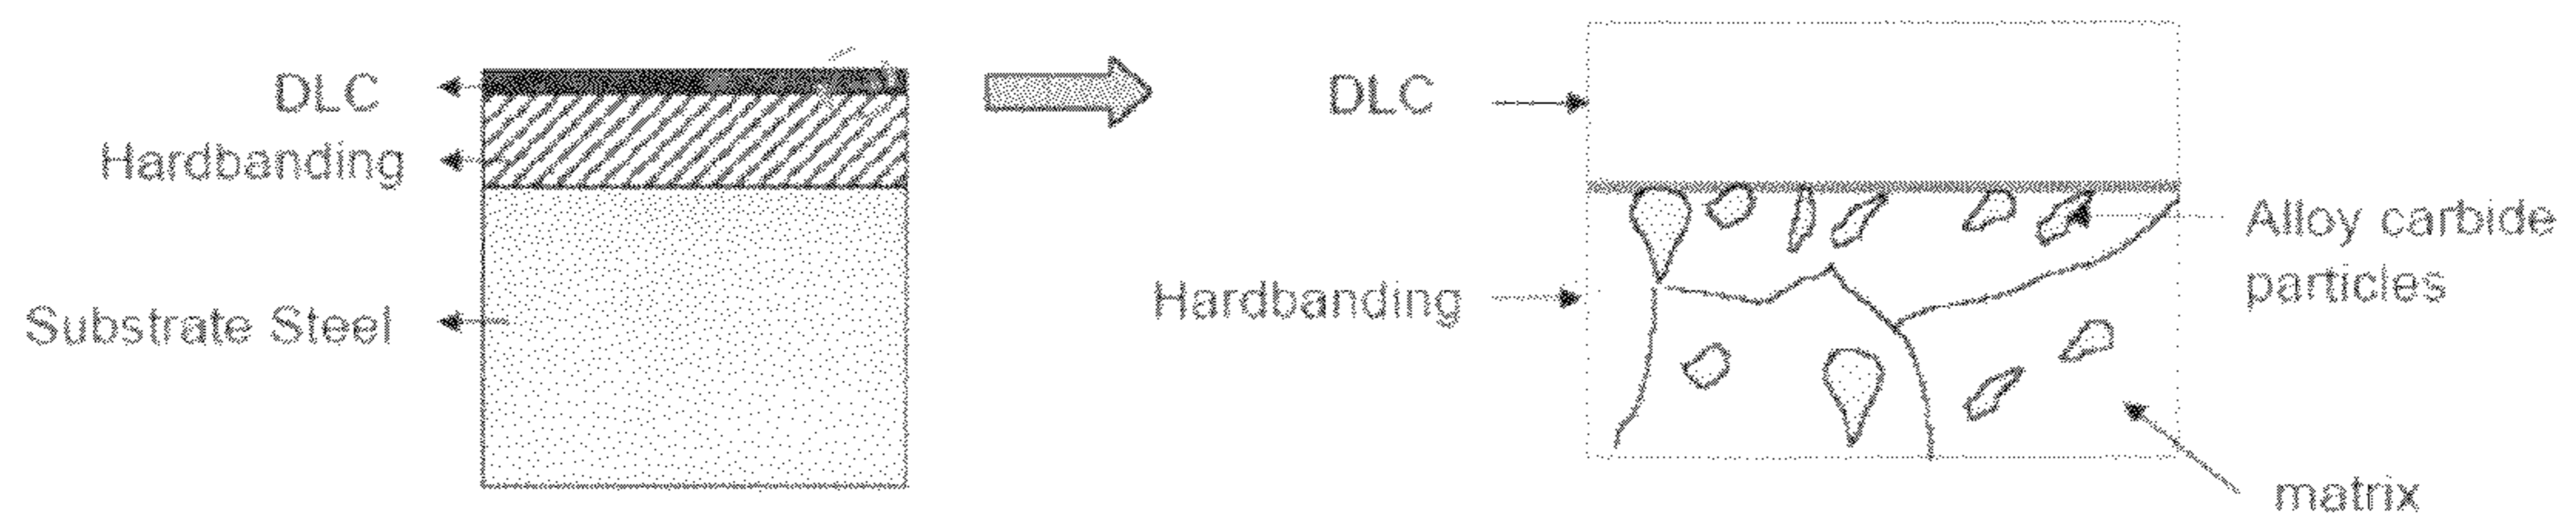 DLC
Hardbanding
Substrate Steel
DLC
Hardbanding
Alloy carbide
particles
matrix